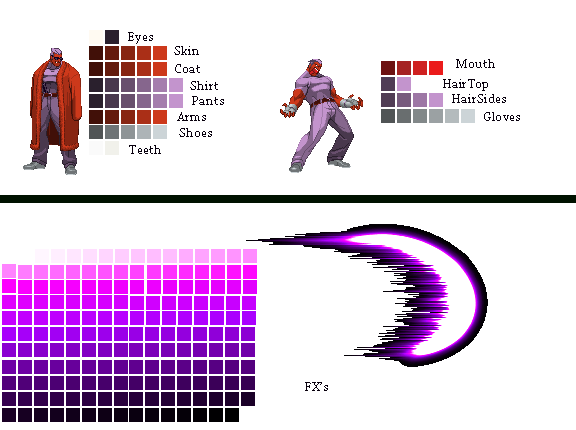 Eyes
Skin
Coat
Shirt
Pants
Arms
Shoes
Teeth
Mouth
HairTop
HairSides
Gloves
FX's